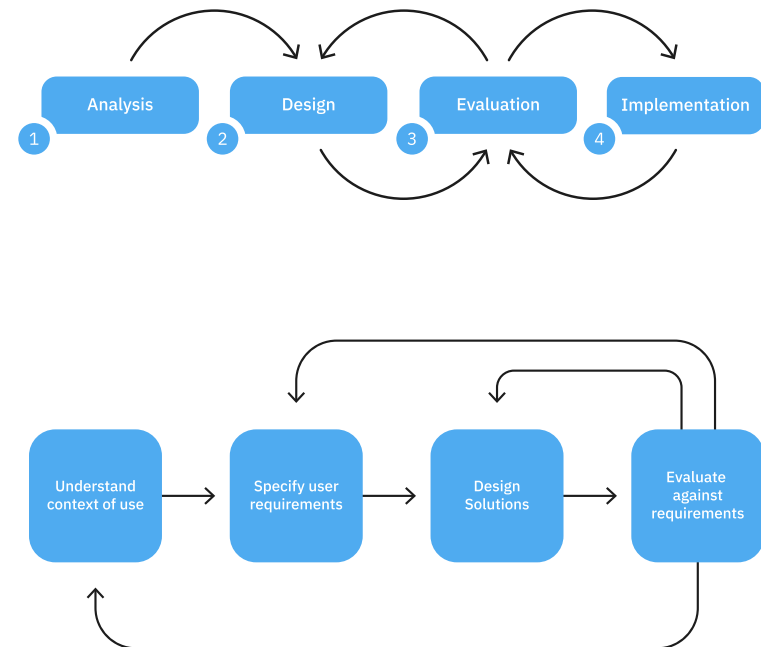 Analysis
Design
Evaluation
Implementation
1
2
3
4
Understand
context of use
Specify user
requirements
Design
Solutions
Evaluate
against
requirements